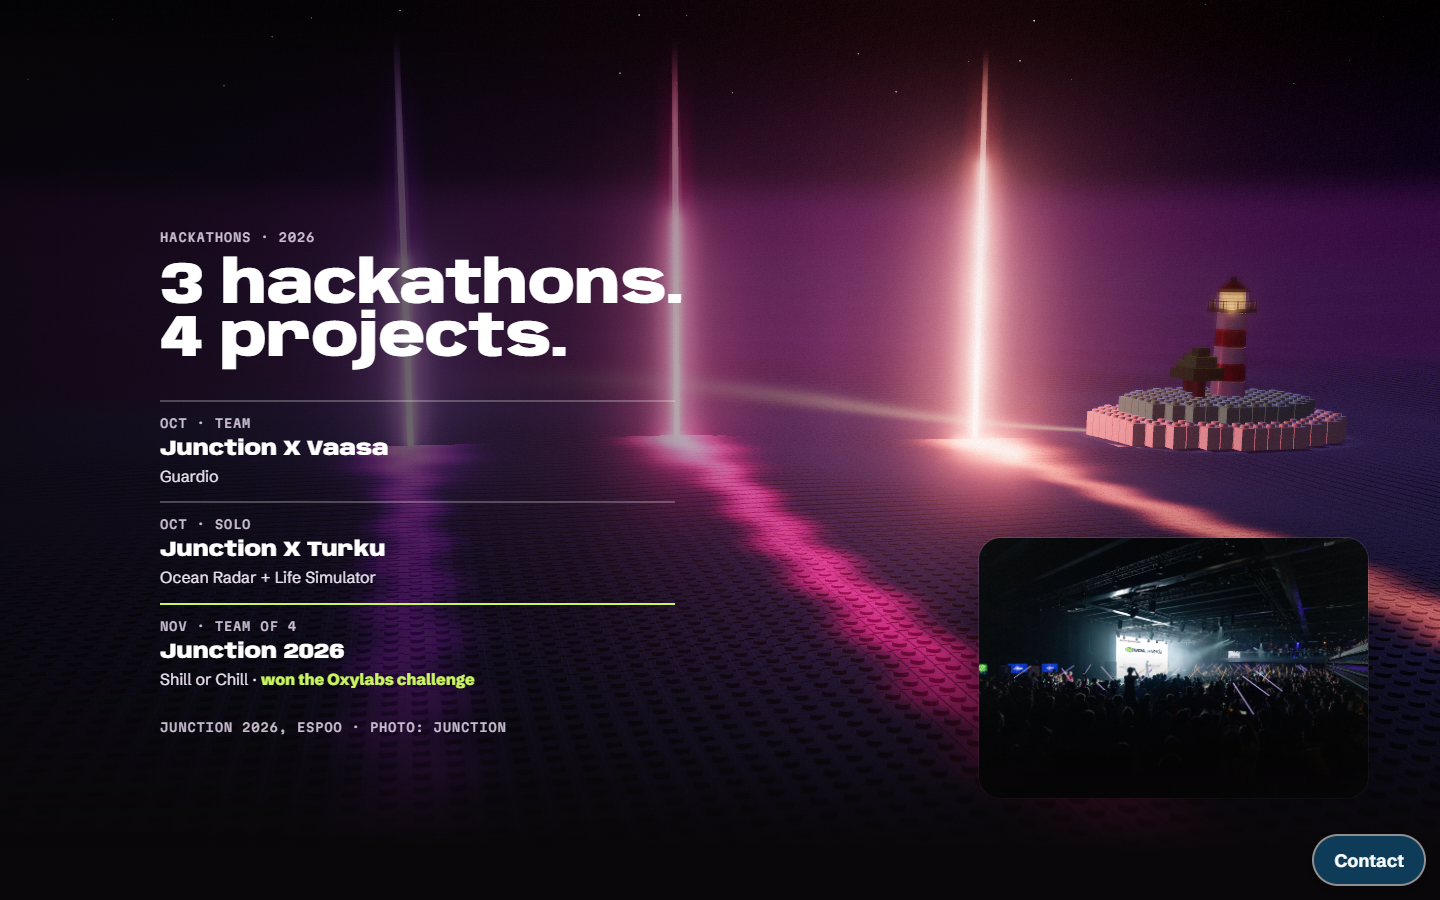 HACKATHONS · 2026
3 hackathons.
4 projects.
OCT · TEAM
Junction X Vaasa
Guardio
OCT · SOLO
Junction X Turku
Ocean Radar + Life Simulator
NOV · TEAM OF 4
Junction 2026
Shill or Chill · won the Oxylabs challenge
JUNCTION 2026, ESPOO · PHOTO: JUNCTION
Contact